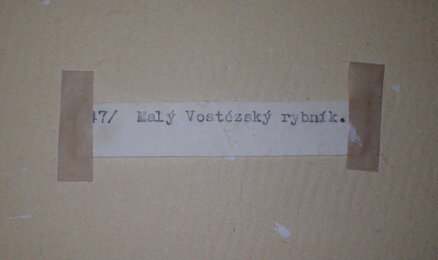 47/ Malý Vostézský rybník.